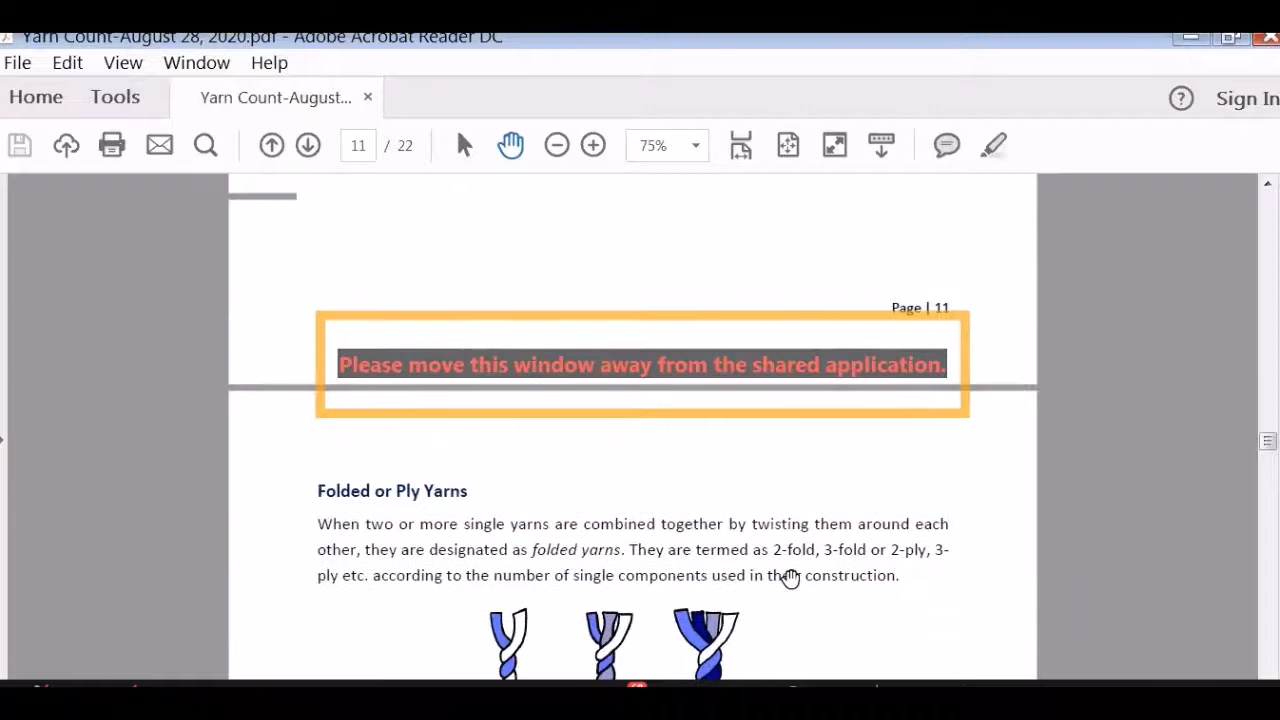 Yarn Count-August 28, 2020.pdf - Adobe Acrobat Reader DC
File Edit View Window Help
Home Tools Yarn Count-August... × ? Sign In
11 / 22 75%
Page | 11
Please move this window away from the shared application.
Folded or Ply Yarns
When two or more single yarns are combined together by twisting them around each
other, they are designated as folded yarns. They are termed as 2-fold, 3-fold or 2-ply, 3-
ply etc. according to the number of single components used in their construction.